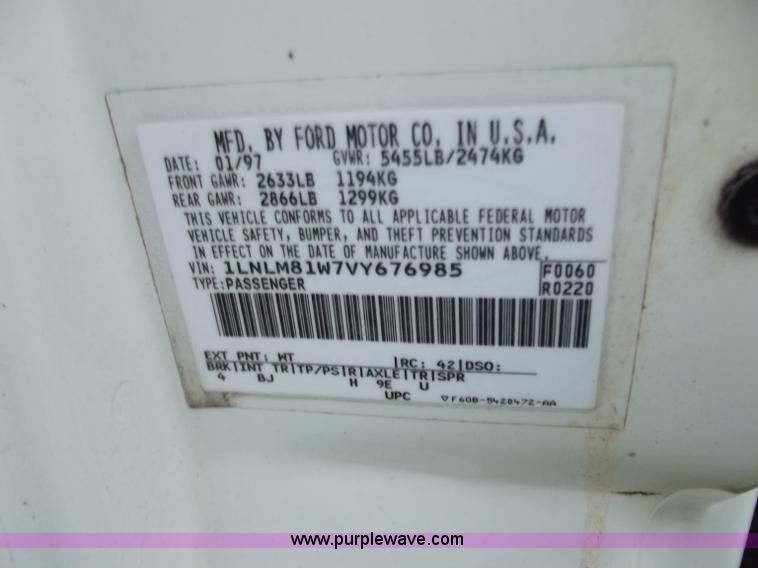 MFD. BY FORD MOTOR CO. IN U.S.A.
DATE: 01/97 GVWR: 5455LB/2474KG
FRONT GAWR: 2633LB 1194KG
REAR GAWR: 2866LB 1299KG
THIS VEHICLE CONFORMS TO ALL APPLICABLE FEDERAL MOTOR
VEHICLE SAFETY, BUMPER, AND THEFT PREVENTION STANDARDS
IN EFFECT ON THE DATE OF MANUFACTURE SHOWN ABOVE.
VIN: 1LNLM81W7VY676985 F0060
TYPE: PASSENGER R0220
EXT PNT: WT |RC: 42|DSO:
BRK|INT TR|TP/PS|R|AXLE|TR|SPR
4 BJ H 9E U
UPC ▽F60B-5420472-AA
www.purplewave.com